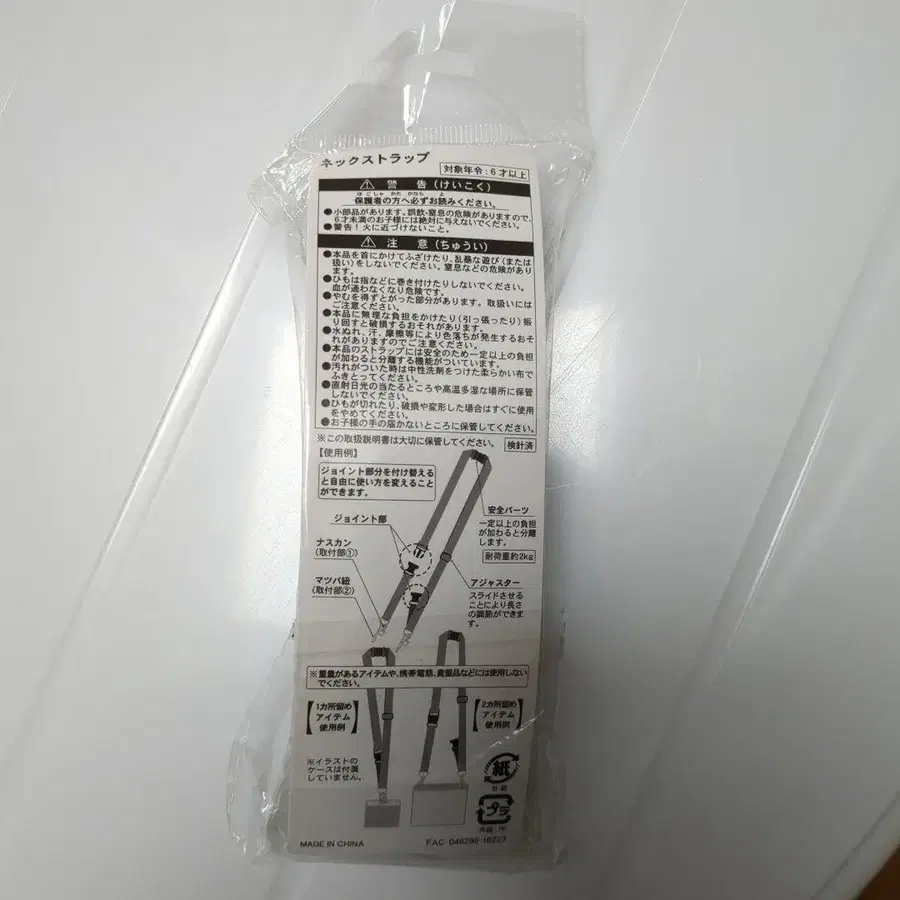 ネックストラップ
対象年令:6才以上
⚠ 警 告(けいこく)
ほごしゃ かた かなら よ
保護者の方へ必ずお読みください。
●小部品があります。誤飲・窒息の危険がありますので、
6才未満のお子様には絶対に与えないでください。
●警告!火に近づけないこと。
⚠ 注 意(ちゅうい)
●本品を首にかけてふざけたり、乱暴な遊び(または
扱い)をしないでください。窒息などの危険があり
ます。
●ひもは指などに巻き付けたりしないでください。
血が通わなくなり危険です。
●やむを得ずとがった部分があります。取扱いには
ご注意ください。
●本品に無理な負担をかけたり(引っ張ったり)振
り回すと破損するおそれがあります。
●水ぬれ、汗、摩擦等により色落ちが発生するおそ
れがありますのでご注意ください。
●本品のストラップには安全のため一定以上の負担
が加わると分離する機能がついています。
●汚れがついた時は中性洗剤をつけた柔らかい布で
ふきとってください。
●直射日光の当たるところや高温多湿な場所に保管
しないでください。
●ひもが切れたり、破損や変形した場合はすぐに使用
をやめてください。
●お子様の手の届かないところに保管してください。
※この取扱説明書は大切に保管してください。
検針済
【使用例】
ジョイント部分を付け替える
と自由に使い方を変えること
ができます。
安全パーツ
一定以上の負担
が加わると分離
します。
耐荷重約2kg
ジョイント部
ナスカン
(取付部①)
マツバ紐
(取付部②)
アジャスター
スライドさせる
ことにより長さ
の調節ができま
す。
※重量があるアイテムや、携帯電話、貴重品などには使用しない
でください。
【1カ所留め
アイテム
使用例】
【2カ所留め
アイテム
使用例】
※イラストの
ケースは付属
していません。
紙
台紙
プラ
外袋:PP
MADE IN CHINA
FAC 046295-16223